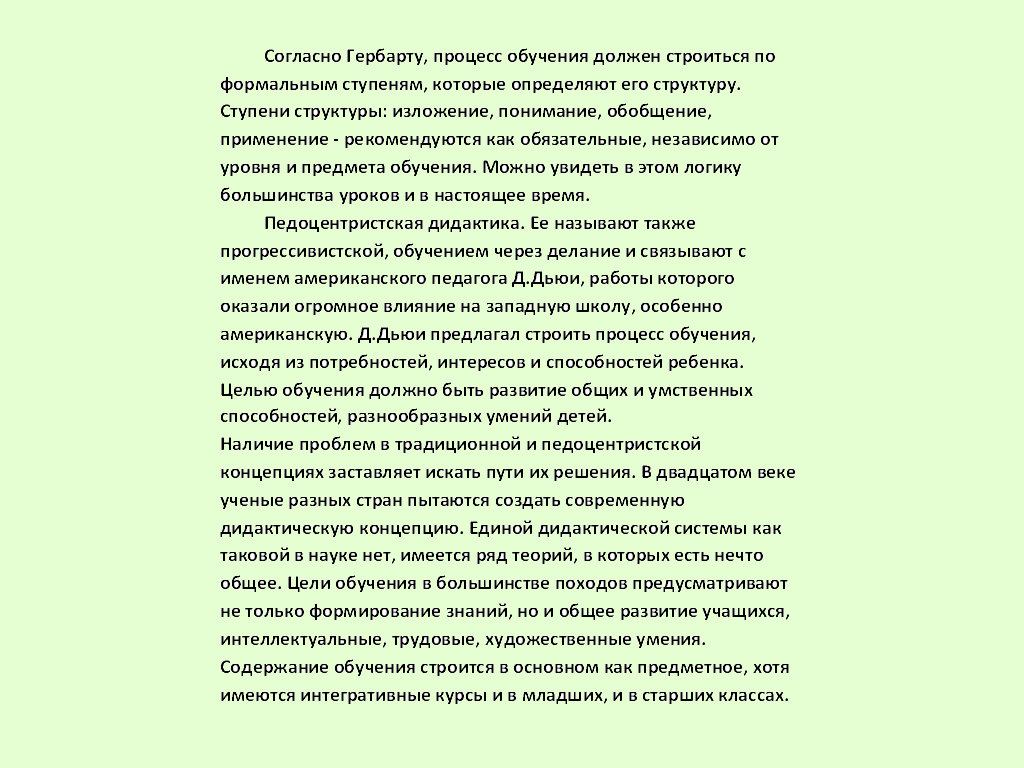 Согласно Гербарту, процесс обучения должен строиться по
формальным ступеням, которые определяют его структуру.
Ступени структуры: изложение, понимание, обобщение,
применение - рекомендуются как обязательные, независимо от
уровня и предмета обучения. Можно увидеть в этом логику
большинства уроков и в настоящее время.
Педоцентристская дидактика. Ее называют также
прогрессивистской, обучением через делание и связывают с
именем американского педагога Д.Дьюи, работы которого
оказали огромное влияние на западную школу, особенно
американскую. Д.Дьюи предлагал строить процесс обучения,
исходя из потребностей, интересов и способностей ребенка.
Целью обучения должно быть развитие общих и умственных
способностей, разнообразных умений детей.
Наличие проблем в традиционной и педоцентристской
концепциях заставляет искать пути их решения. В двадцатом веке
ученые разных стран пытаются создать современную
дидактическую концепцию. Единой дидактической системы как
таковой в науке нет, имеется ряд теорий, в которых есть нечто
общее. Цели обучения в большинстве походов предусматривают
не только формирование знаний, но и общее развитие учащихся,
интеллектуальные, трудовые, художественные умения.
Содержание обучения строится в основном как предметное, хотя
имеются интегративные курсы и в младших, и в старших классах.